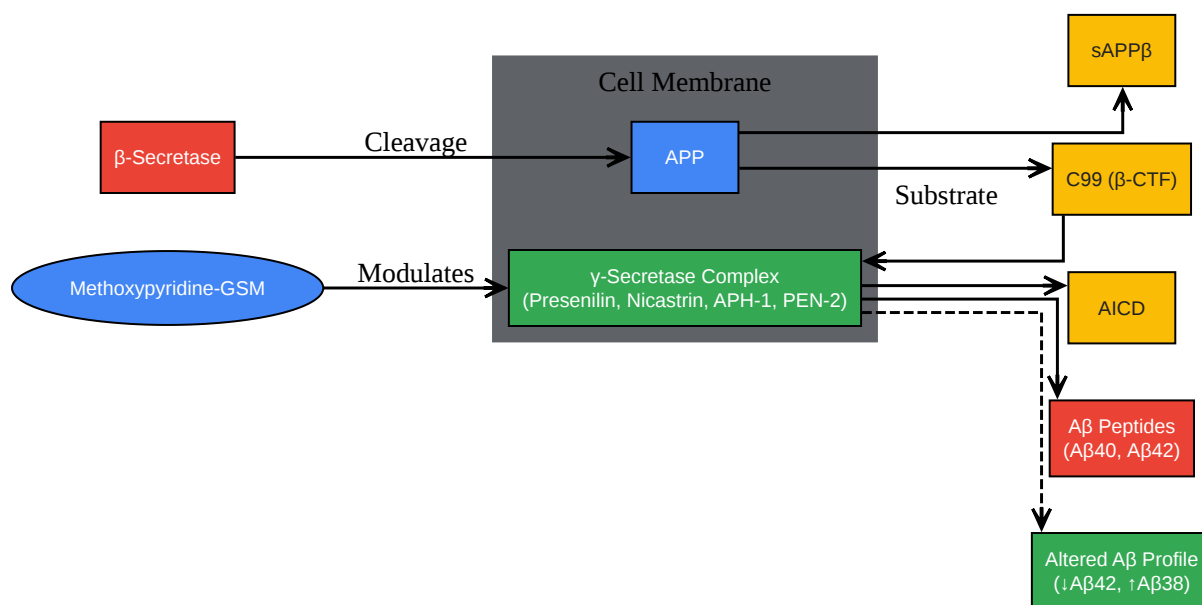 sAPPβ
Cell Membrane
β-Secretase
Cleavage
APP
C99 (β-CTF)
Substrate
Methoxypyridine-GSM
Modulates
γ-Secretase Complex
(Presenilin, Nicastrin, APH-1, PEN-2)
AICD
Aβ Peptides
(Aβ40, Aβ42)
Altered Aβ Profile
(↓Aβ42, ↑Aβ38)